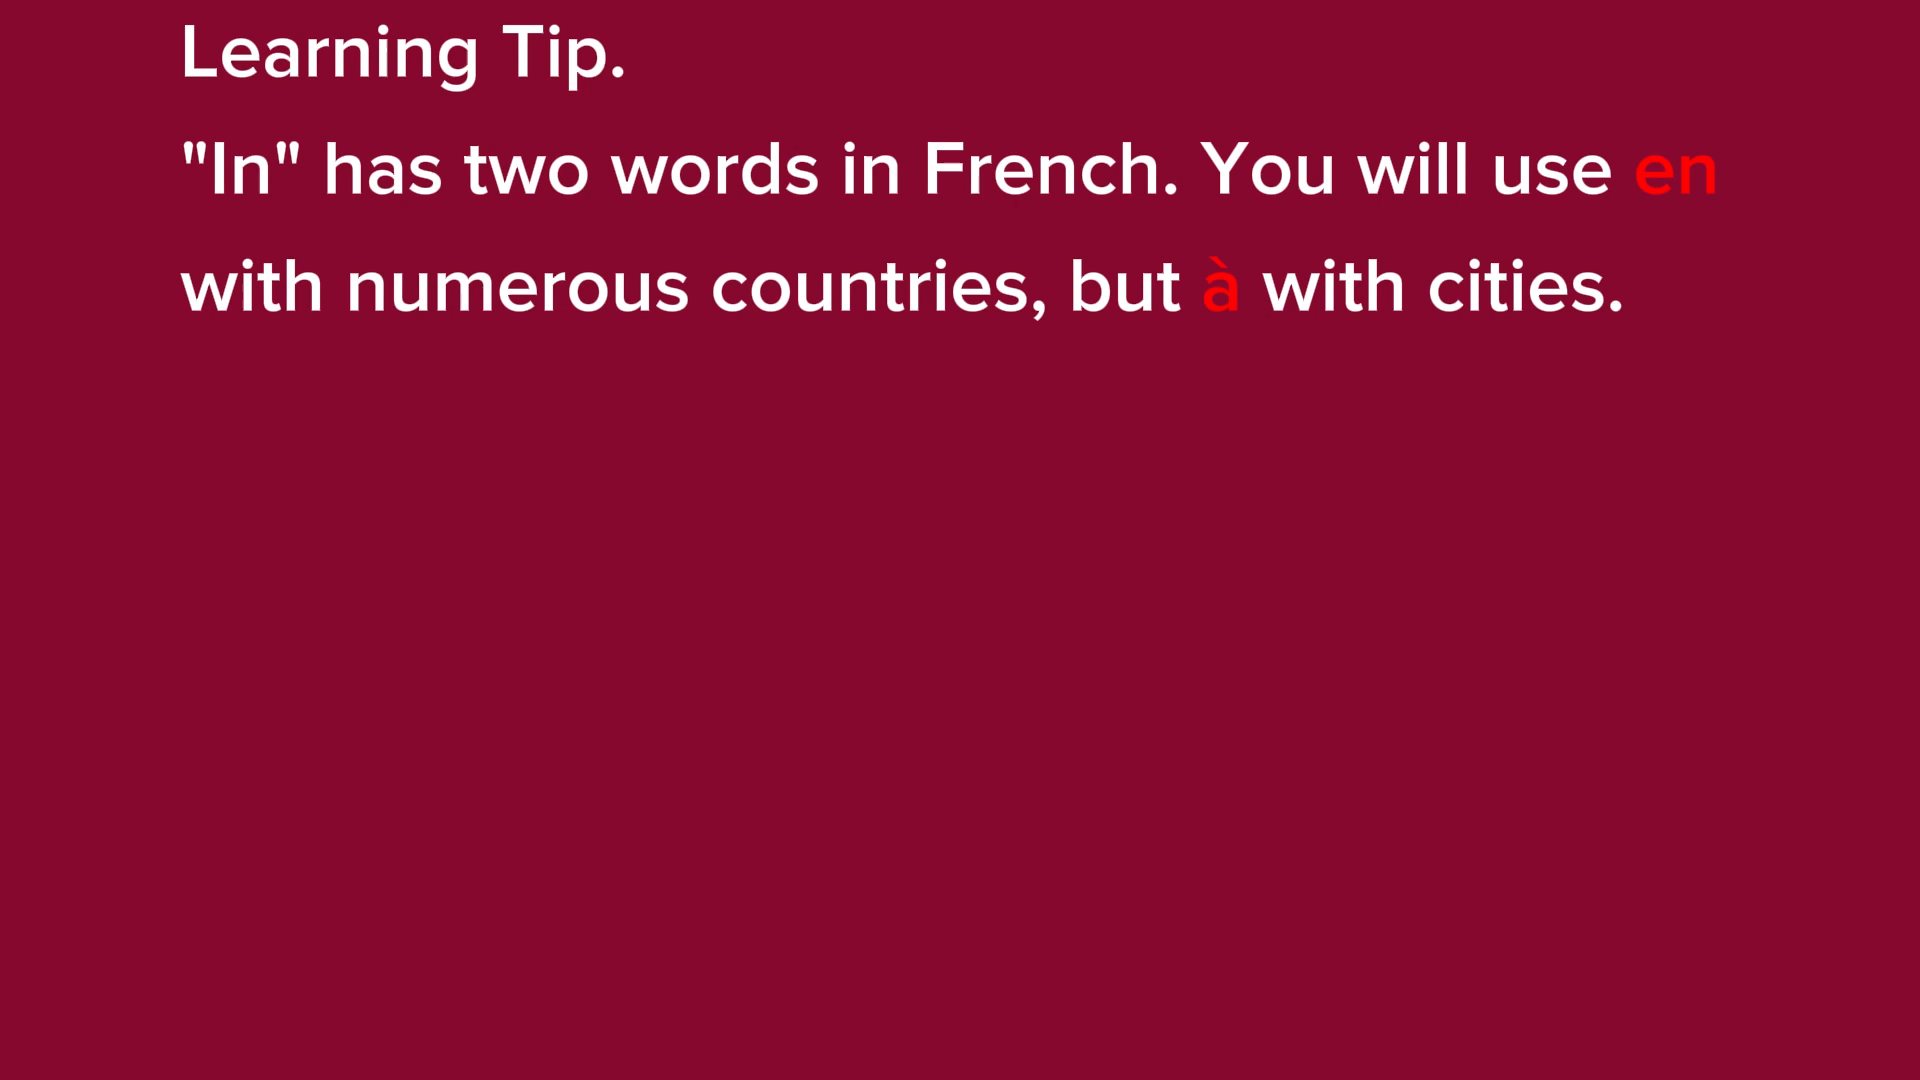 Learning Tip.
"In" has two words in French. You will use en
with numerous countries, but à with cities.